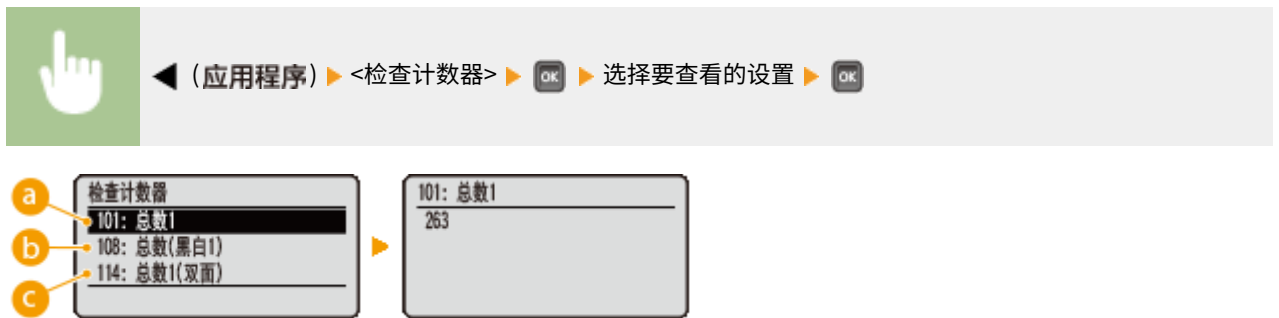 ◀ (应用程序) ▶ <检查计数器> ▶ OK ▶ 选择要查看的设置 ▶ OK
a
b
c
检查计数器
101: 总数1
108: 总数(黑白1)
114: 总数1(双面)
101: 总数1
263